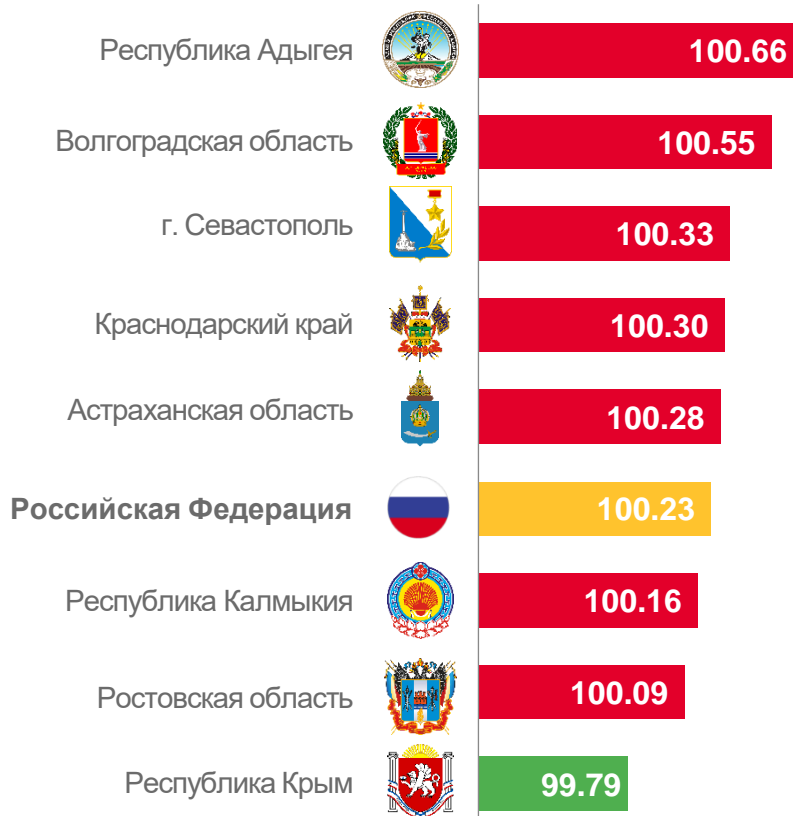 Республика Адыгея 100.66
Волгоградская область 100.55
г. Севастополь 100.33
Краснодарский край 100.30
Астраханская область 100.28
Российская Федерация 100.23
Республика Калмыкия 100.16
Ростовская область 100.09
Республика Крым 99.79